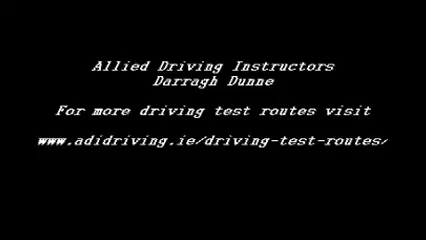 Allied Driving Instructors
Darragh Dunne
For more driving test routes visit
www.adidriving.ie/driving-test-routes/